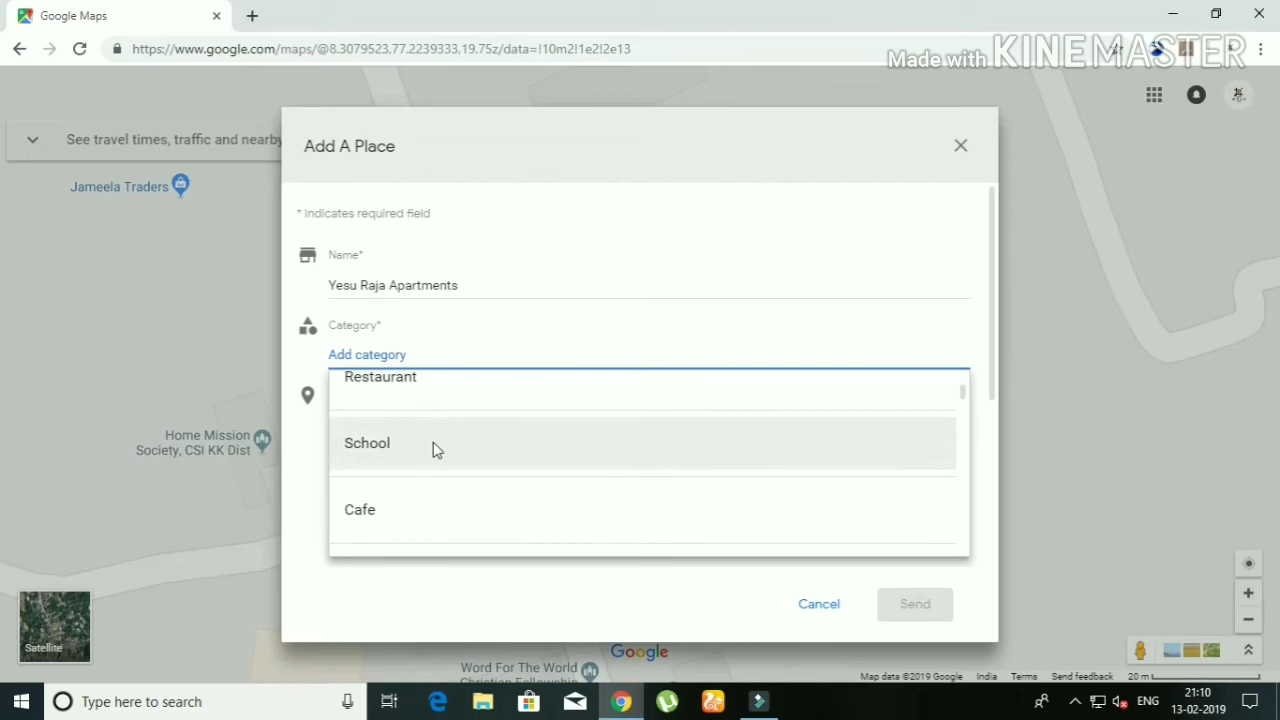 Google Maps
https://www.google.com/maps/@8.3079523,77.2239333,19.75z/data=!10m2!1e2!2e13
Made with KINEMASTER
See travel times, traffic and nearby
Jameela Traders
Add A Place
* Indicates required field
Name*
Yesu Raja Apartments
Category*
Add category
Restaurant
School
Cafe
Home Mission
Society, CSI KK Dist
Cancel
Send
Satellite
Google
Word For The World
Christian Fellowship
Map data ©2019 Google India Terms Send feedback 20 m
Type here to search
ENG
21:10
13-02-2019